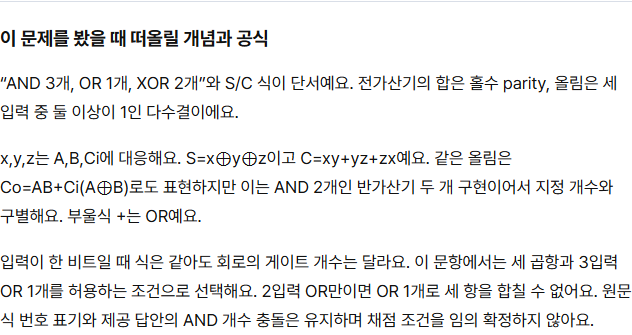 이 문제를 봤을 때 떠올릴 개념과 공식
“AND 3개, OR 1개, XOR 2개”와 S/C 식이 단서예요. 전가산기의 합은 홀수 parity, 올림은 세
입력 중 둘 이상이 1인 다수결이에요.
x,y,z는 A,B,Ci에 대응해요. S=x⊕y⊕z이고 C=xy+yz+zx예요. 같은 올림은
Co=AB+Ci(A⊕B)로도 표현하지만 이는 AND 2개인 반가산기 두 개 구현이어서 지정 개수와
구별해요. 부울식 +는 OR예요.
입력이 한 비트일 때 식은 같아도 회로의 게이트 개수는 달라요. 이 문항에서는 세 곱항과 3입력
OR 1개를 허용하는 조건으로 선택해요. 2입력 OR만이면 OR 1개로 세 항을 합칠 수 없어요. 원문
식 번호 표기와 제공 답안의 AND 개수 충돌은 유지하며 채점 조건을 임의 확정하지 않아요.